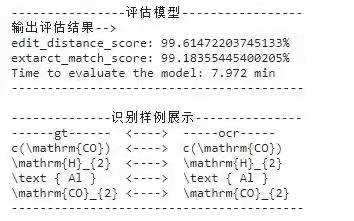 ----------------评估模型----------------
输出评估结果-->
edit_distance_score: 99.61472203745133%
extarct_match_score: 99.18355445400205%
Time to evaluate the model: 7.972 min
----------------------------------------
--------------识别样例展示--------------
------gt------ <----> ------ocr------
c(\mathrm{CO}) <----> c(\mathrm{CO})
\mathrm{H}_{2} <----> \mathrm{H}_{2}
\text { Al } <----> \text { Al }
\mathrm{CO}_{2} <----> \mathrm{CO}_{2}
----------------------------------------